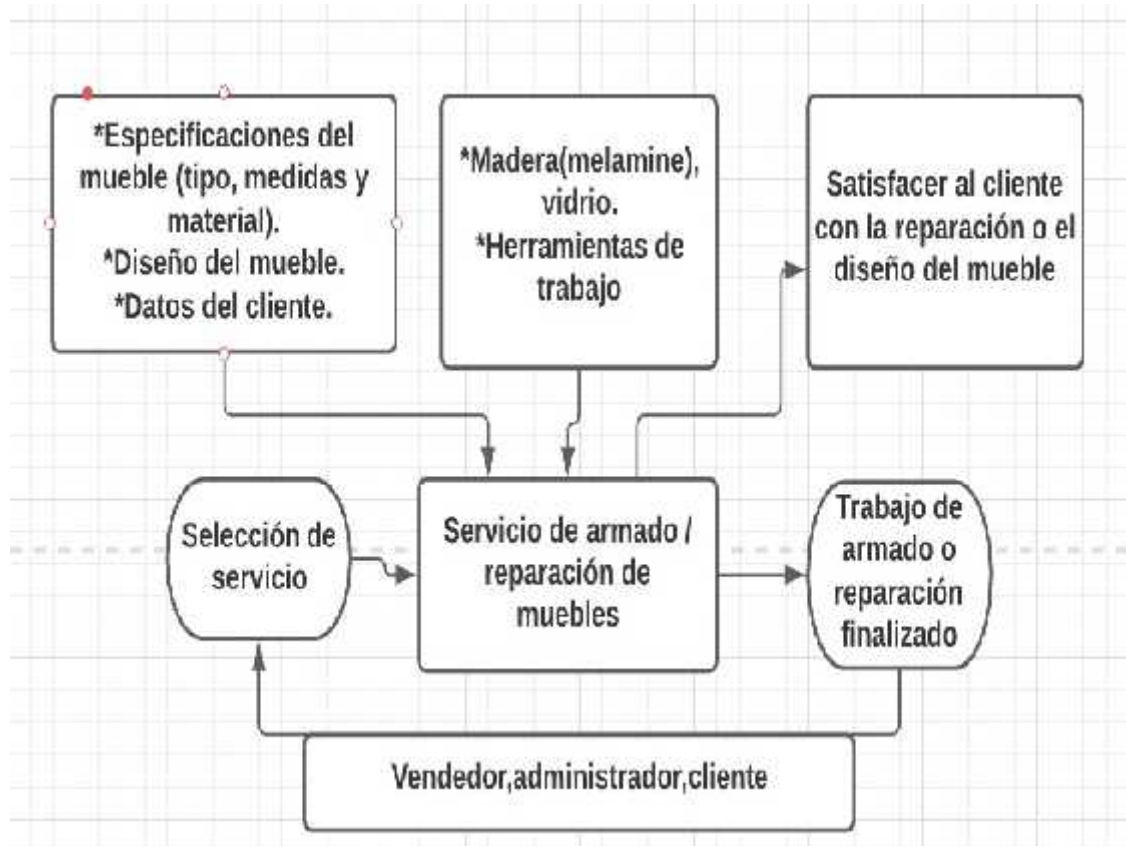 *Especificaciones del
mueble (tipo, medidas y
material).
*Diseño del mueble.
*Datos del cliente.
*Madera(melamine),
vidrio.
*Herramientas de
trabajo
Satisfacer al cliente
con la reparación o el
diseño del mueble
Selección de
servicio
Servicio de armado /
reparación de
muebles
Trabajo de
armado o
reparación
finalizado
Vendedor,administrador,cliente